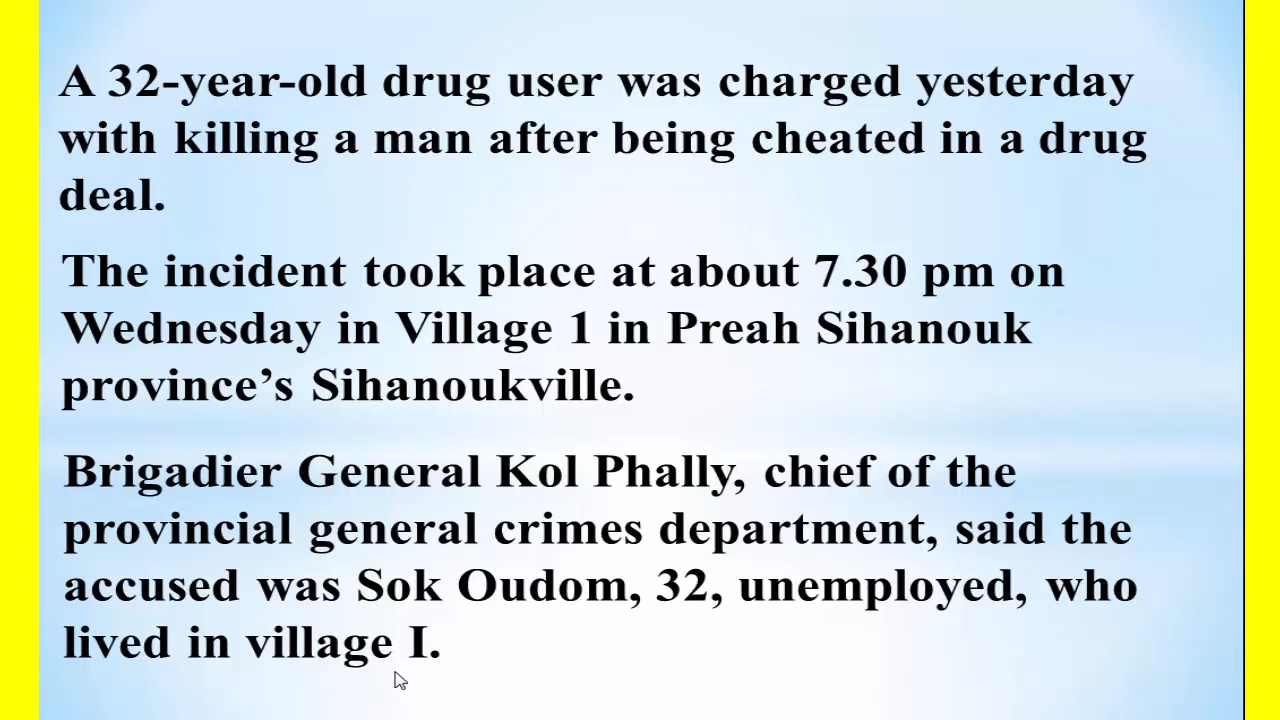 A 32-year-old drug user was charged yesterday
with killing a man after being cheated in a drug
deal.
The incident took place at about 7.30 pm on
Wednesday in Village 1 in Preah Sihanouk
province’s Sihanoukville.
Brigadier General Kol Phally, chief of the
provincial general crimes department, said the
accused was Sok Oudom, 32, unemployed, who
lived in village I.